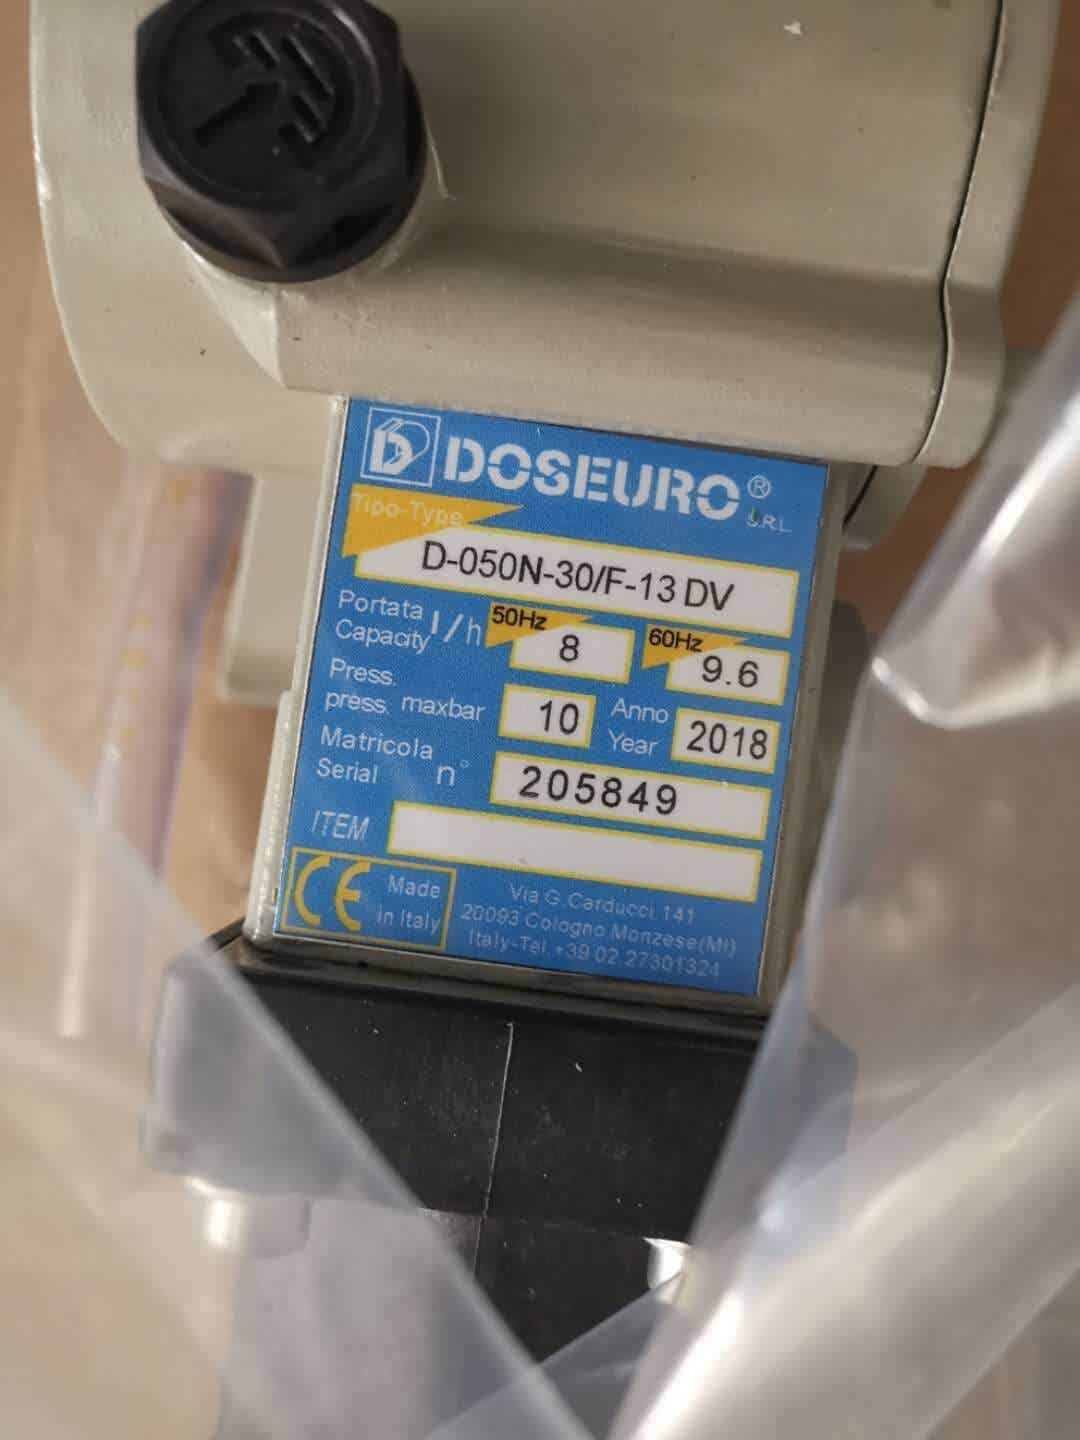 D DOSEURO®
S.R.L.
Tipo-Type
D-050N-30/F-13 DV
Portata
Capacity l/h 50Hz 8 60Hz 9.6
Press.
press. maxbar 10 Anno
Year 2018
Matricola
Serial n° 205849
ITEM
CE Made
in Italy
Via G.Carducci,141
20093 Cologno Monzese(MI)
Italy-Tel.+39 02 27301324